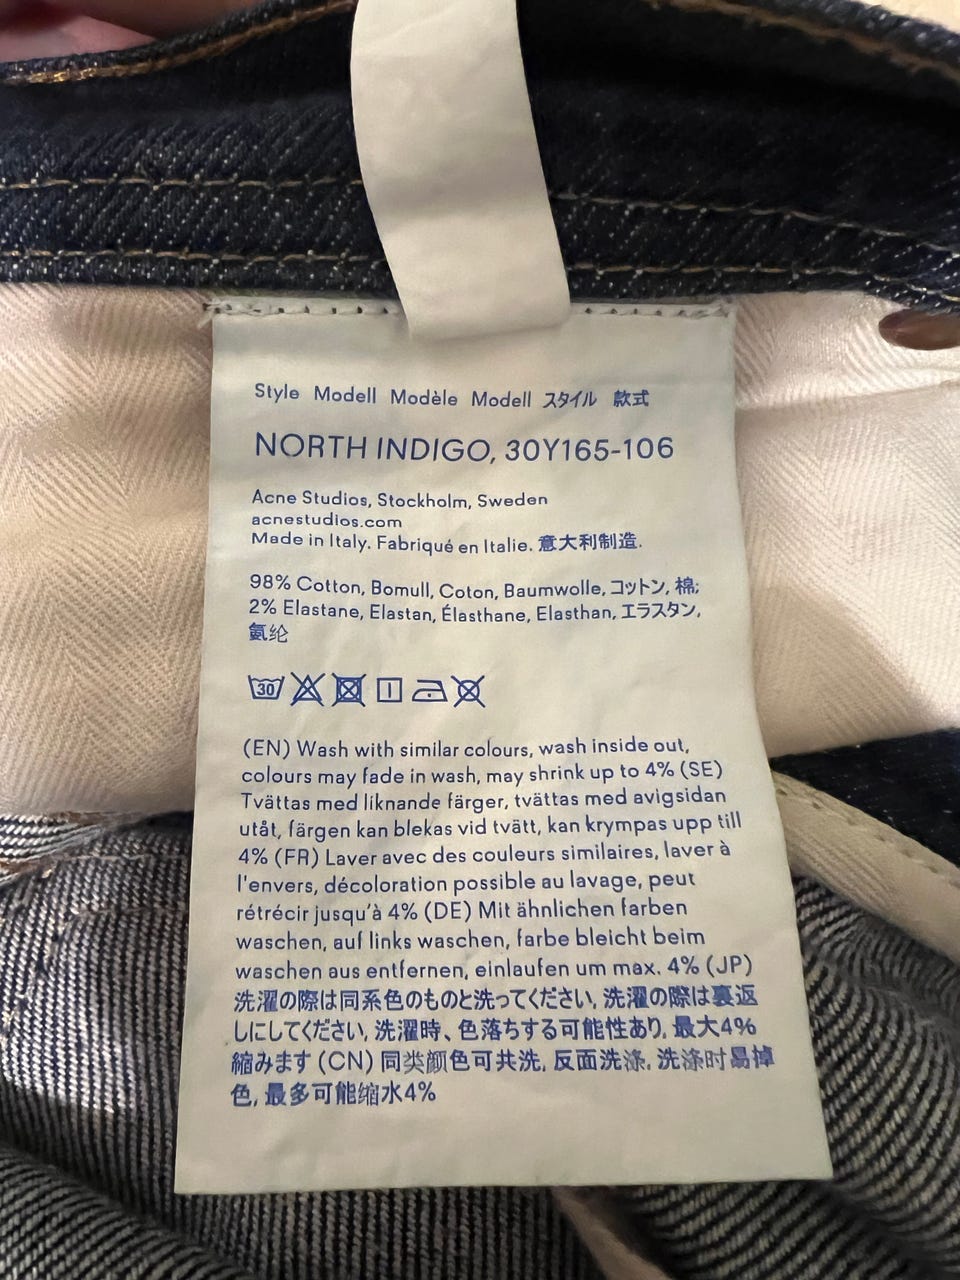 Style Modell Modèle Modell スタイル 款式
NORTH INDIGO, 30Y165-106
Acne Studios, Stockholm, Sweden
acnestudios.com
Made in Italy. Fabriqué en Italie. 意大利制造.
98% Cotton, Bomull, Coton, Baumwolle, コットン, 棉;
2% Elastane, Elastan, Élasthane, Elasthan, エラスタン,
氨纶
30
(EN) Wash with similar colours, wash inside out,
colours may fade in wash, may shrink up to 4% (SE)
Tvättas med liknande färger, tvättas med avigsidan
utåt, färgen kan blekas vid tvätt, kan krympas upp till
4% (FR) Laver avec des couleurs similaires, laver à
l'envers, décoloration possible au lavage, peut
rétrécir jusqu'à 4% (DE) Mit ähnlichen farben
waschen, auf links waschen, farbe bleicht beim
waschen aus entfernen, einlaufen um max. 4% (JP)
洗濯の際は同系色のものと洗ってください, 洗濯の際は裏返
しにしてください, 洗濯時、色落ちする可能性あり, 最大4%
縮みます (CN) 同类颜色可共洗, 反面洗涤, 洗涤时易掉
色, 最多可能缩水4%